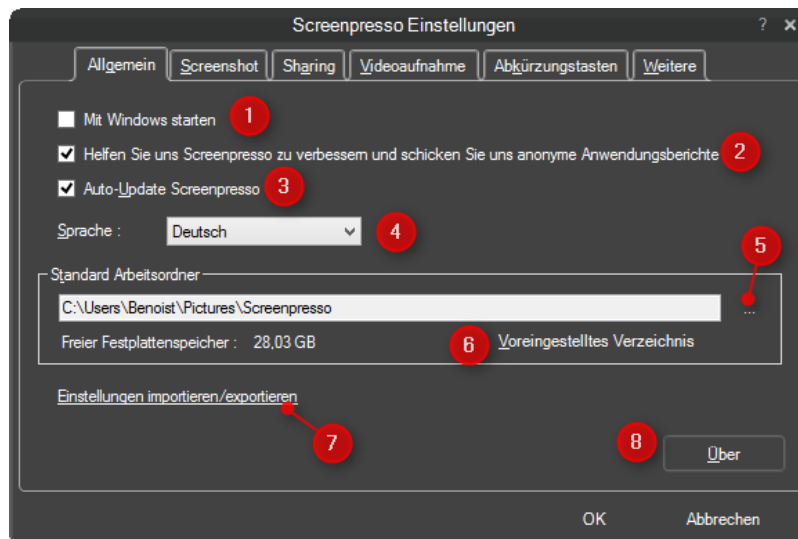 Screenpresso Einstellungen ? ×
Allgemein Screenshot Sharing Videoaufnahme Abkürzungstasten Weitere
Mit Windows starten 1
Helfen Sie uns Screenpresso zu verbessern und schicken Sie uns anonyme Anwendungsberichte 2
Auto-Update Screenpresso 3
Sprache : Deutsch 4
5
Standard Arbeitsordner
C:\Users\Benoist\Pictures\Screenpresso ...
Freier Festplattenspeicher : 28,03 GB 6 Voreingestelltes Verzeichnis
Einstellungen importieren/exportieren
7
8 Über
OK Abbrechen